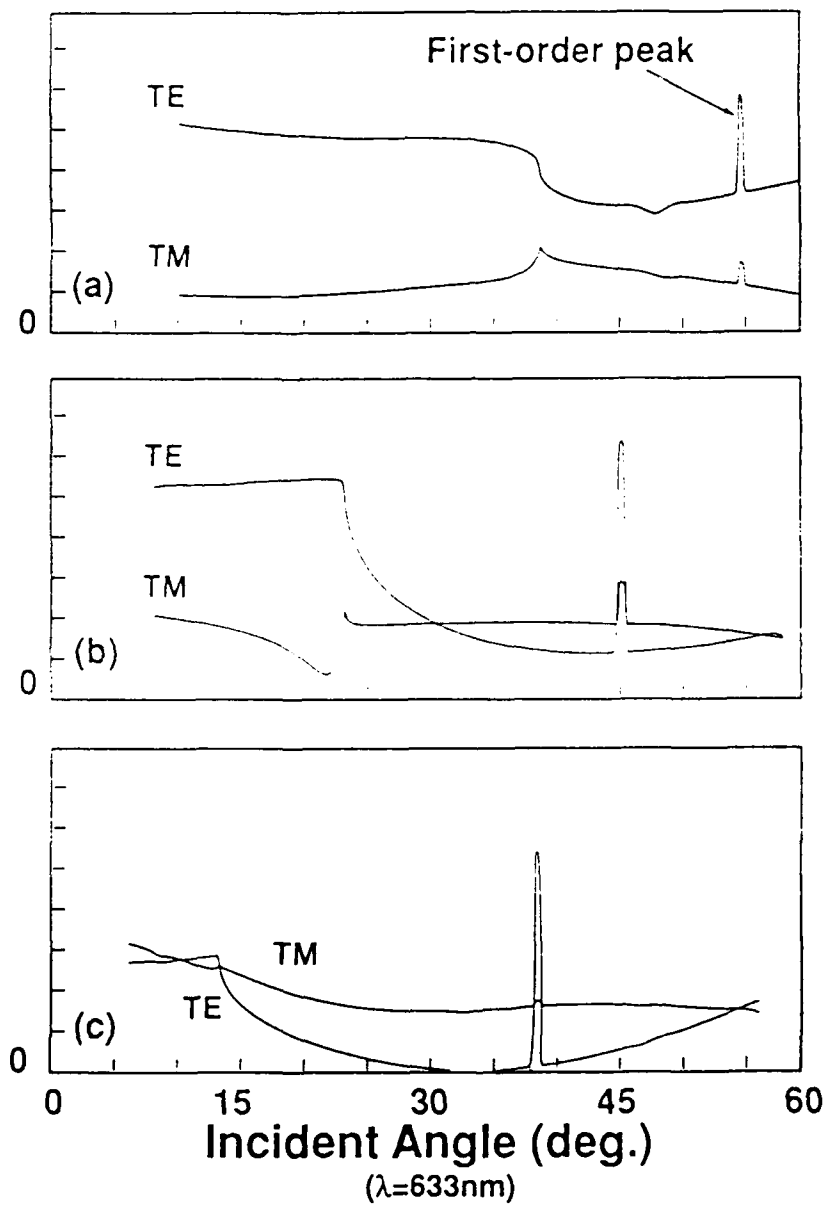 First-order peak
TE
TM
(a)
0
TE
TM
(b)
0
TM
TE
(c)
0
0 15 30 45 60
Incident Angle (deg.)
(λ=633nm)